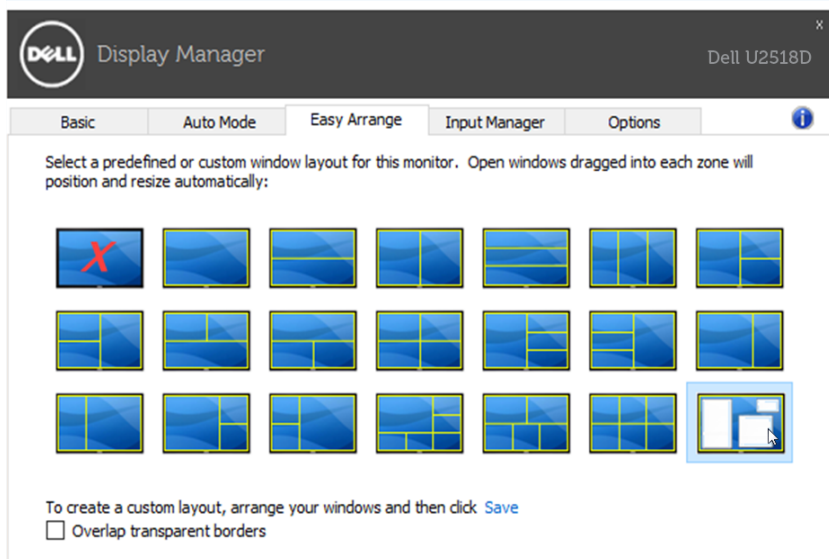 x
DELL Display Manager
Dell U2518D
Basic Auto Mode Easy Arrange Input Manager Options
Select a predefined or custom window layout for this monitor. Open windows dragged into each zone will
position and resize automatically:
X
To create a custom layout, arrange your windows and then click Save
Overlap transparent borders